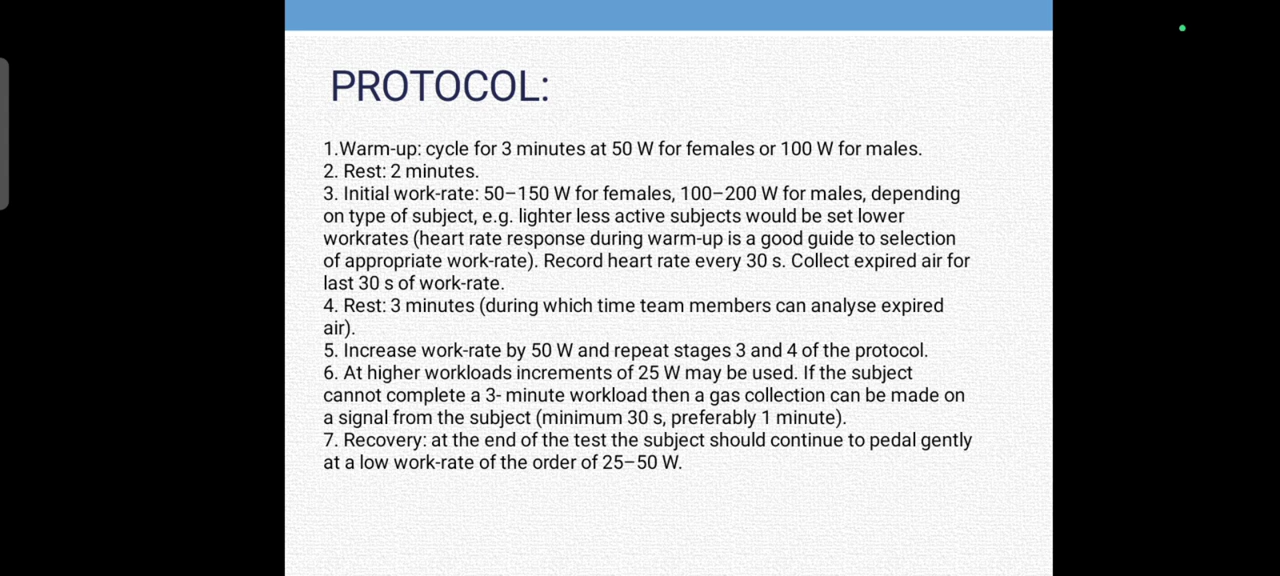 PROTOCOL:
1.Warm-up: cycle for 3 minutes at 50 W for females or 100 W for males.
2. Rest: 2 minutes.
3. Initial work-rate: 50–150 W for females, 100–200 W for males, depending
on type of subject, e.g. lighter less active subjects would be set lower
workrates (heart rate response during warm-up is a good guide to selection
of appropriate work-rate). Record heart rate every 30 s. Collect expired air for
last 30 s of work-rate.
4. Rest: 3 minutes (during which time team members can analyse expired
air).
5. Increase work-rate by 50 W and repeat stages 3 and 4 of the protocol.
6. At higher workloads increments of 25 W may be used. If the subject
cannot complete a 3- minute workload then a gas collection can be made on
a signal from the subject (minimum 30 s, preferably 1 minute).
7. Recovery: at the end of the test the subject should continue to pedal gently
at a low work-rate of the order of 25–50 W.